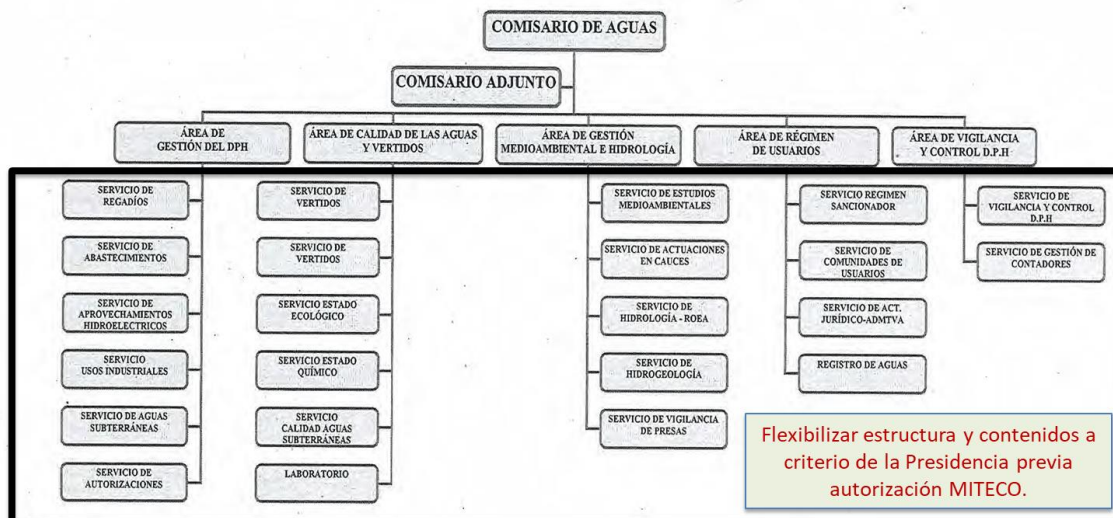 COMISARIO DE AGUAS
COMISARIO ADJUNTO
ÁREA DE
GESTIÓN DEL DPH
ÁREA DE CALIDAD DE LAS AGUAS
Y VERTIDOS
ÁREA DE GESTIÓN
MEDIOAMBIENTAL E HIDROLOGÍA
ÁREA DE RÉGIMEN
DE USUARIOS
ÁREA DE VIGILANCIA
Y CONTROL D.P.H
SERVICIO DE
REGADÍOS
SERVICIO DE
ABASTECIMIENTOS
SERVICIO DE
APROVECHAMIENTOS
HIDROELECTRICOS
SERVICIO
USOS INDUSTRIALES
SERVICIO DE AGUAS
SUBTERRÁNEAS
SERVICIO DE
AUTORIZACIONES
SERVICIO DE
VERTIDOS
SERVICIO DE
VERTIDOS
SERVICIO ESTADO
ECOLÓGICO
SERVICIO ESTADO
QUÍMICO
SERVICIO
CALIDAD AGUAS
SUBTERRÁNEAS
LABORATORIO
SERVICIO DE ESTUDIOS
MEDIOAMBIENTALES
SERVICIO DE ACTUACIONES
EN CAUCES
SERVICIO DE
HIDROLOGÍA - ROEA
SERVICIO DE
HIDROGEOLOGÍA
SERVICIO DE VIGILANCIA
DE PRESAS
SERVICIO REGIMEN
SANCIONADOR
SERVICIO DE
COMUNIDADES DE
USUARIOS
SERVICIO DE ACT.
JURÍDICO-ADMTVA
REGISTRO DE AGUAS
SERVICIO DE
VIGILANCIA Y CONTROL
D.P.H
SERVICIO DE GESTIÓN DE
CONTADORES
Flexibilizar estructura y contenidos a
criterio de la Presidencia previa
autorización MITECO.